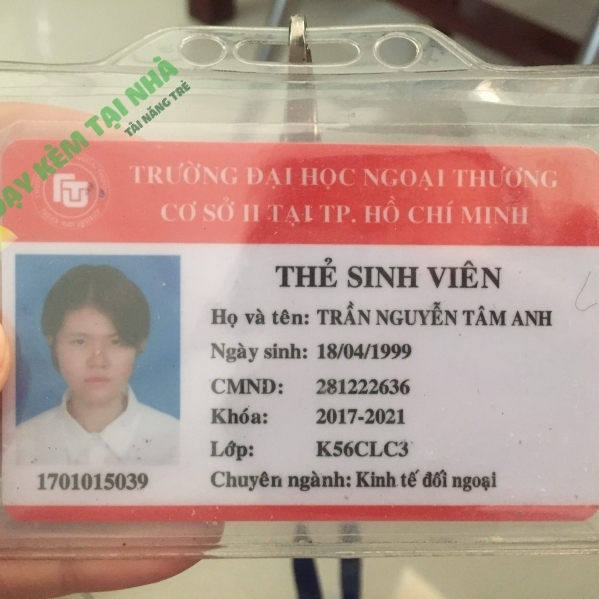 DẠY KÈM TẠI NHÀ
TÀI NĂNG TRẺ
TRƯỜNG ĐẠI HỌC NGOẠI THƯƠNG
CƠ SỞ II TẠI TP. HỒ CHÍ MINH
THẺ SINH VIÊN
Họ và tên: TRẦN NGUYỄN TÂM ANH
Ngày sinh: 18/04/1999
CMND: 281222636
Khóa: 2017-2021
Lớp: K56CLC3
1701015039
Chuyên ngành: Kinh tế đối ngoại